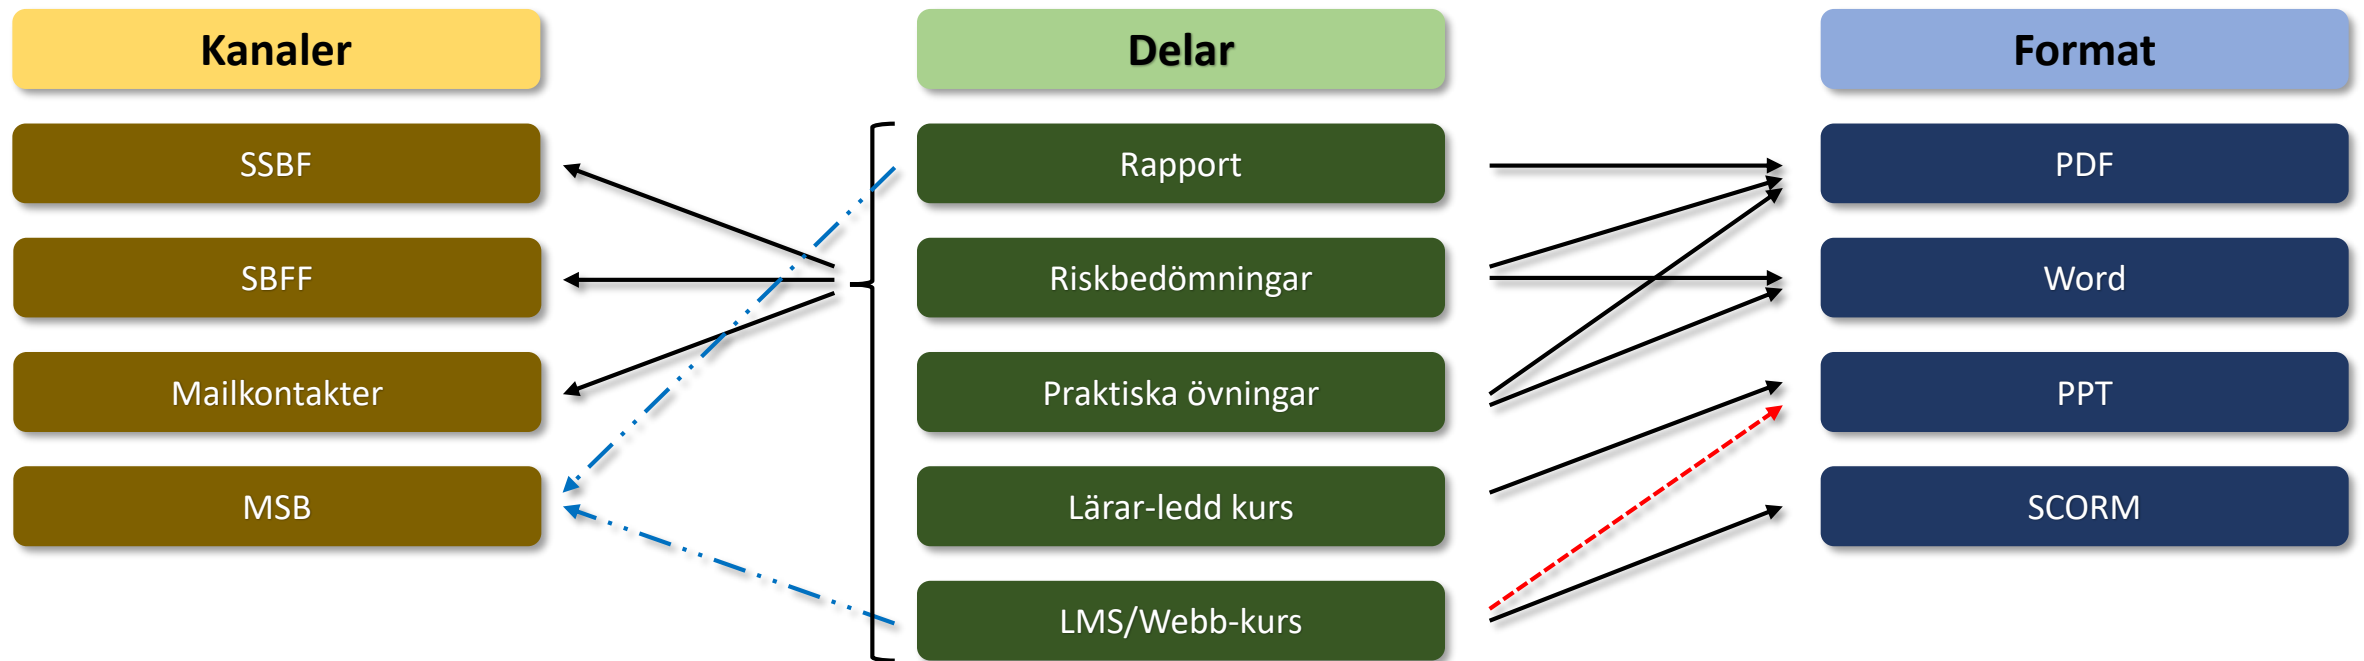 Kanaler
Delar
Format
SSBF
Rapport
PDF
SBFF
Riskbedömningar
Word
Mailkontakter
Praktiska övningar
PPT
MSB
Lärar-ledd kurs
SCORM
LMS/Webb-kurs